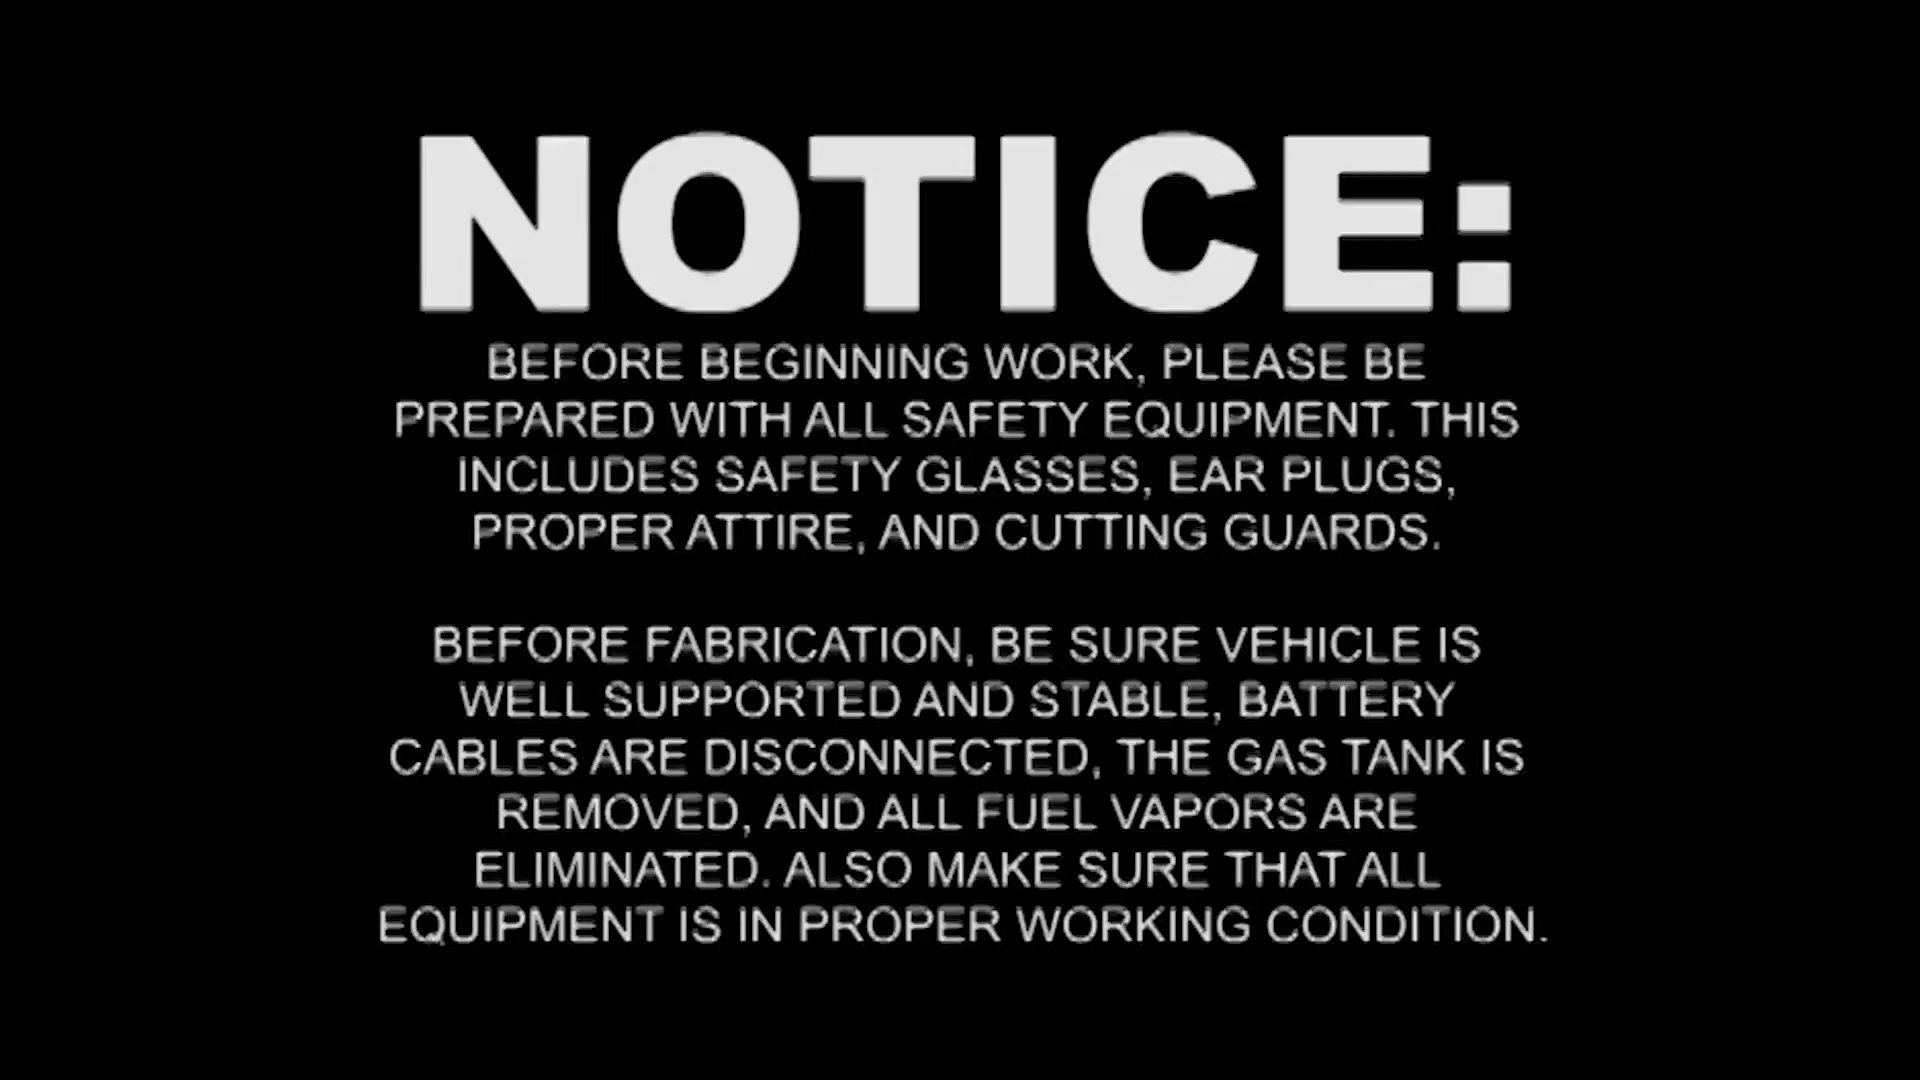 NOTICE:
BEFORE BEGINNING WORK, PLEASE BE
PREPARED WITH ALL SAFETY EQUIPMENT. THIS
INCLUDES SAFETY GLASSES, EAR PLUGS,
PROPER ATTIRE, AND CUTTING GUARDS.
BEFORE FABRICATION, BE SURE VEHICLE IS
WELL SUPPORTED AND STABLE, BATTERY
CABLES ARE DISCONNECTED, THE GAS TANK IS
REMOVED, AND ALL FUEL VAPORS ARE
ELIMINATED. ALSO MAKE SURE THAT ALL
EQUIPMENT IS IN PROPER WORKING CONDITION.